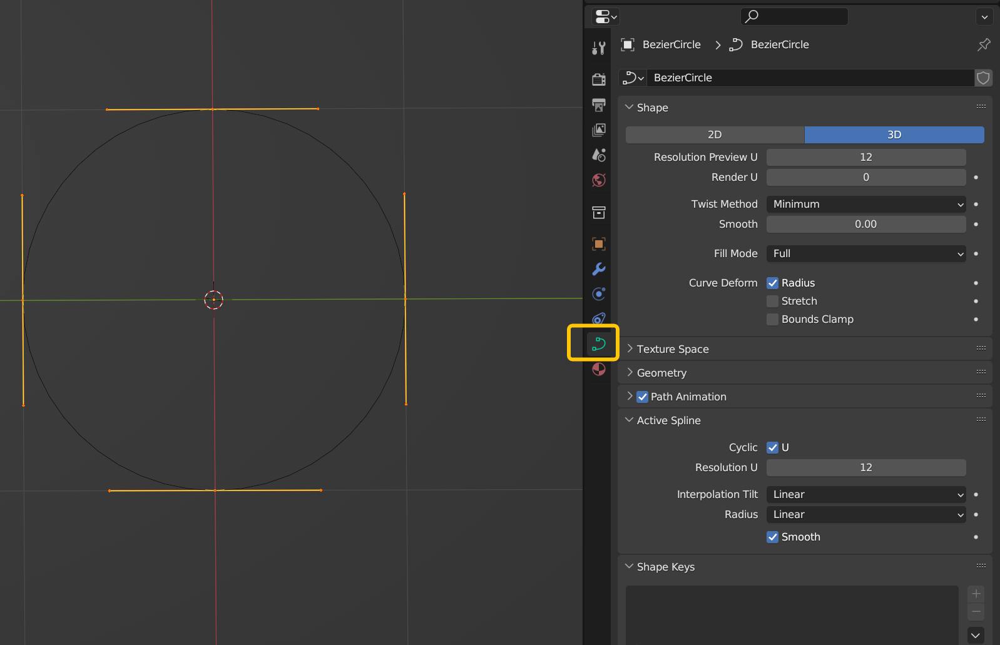 BezierCircle > BezierCircle
BezierCircle
Shape
2D 3D
Resolution Preview U 12
Render U 0
Twist Method Minimum
Smooth 0.00
Fill Mode Full
Curve Deform Radius
Stretch
Bounds Clamp
Texture Space
Geometry
Path Animation
Active Spline
Cyclic U
Resolution U 12
Interpolation Tilt Linear
Radius Linear
Smooth
Shape Keys